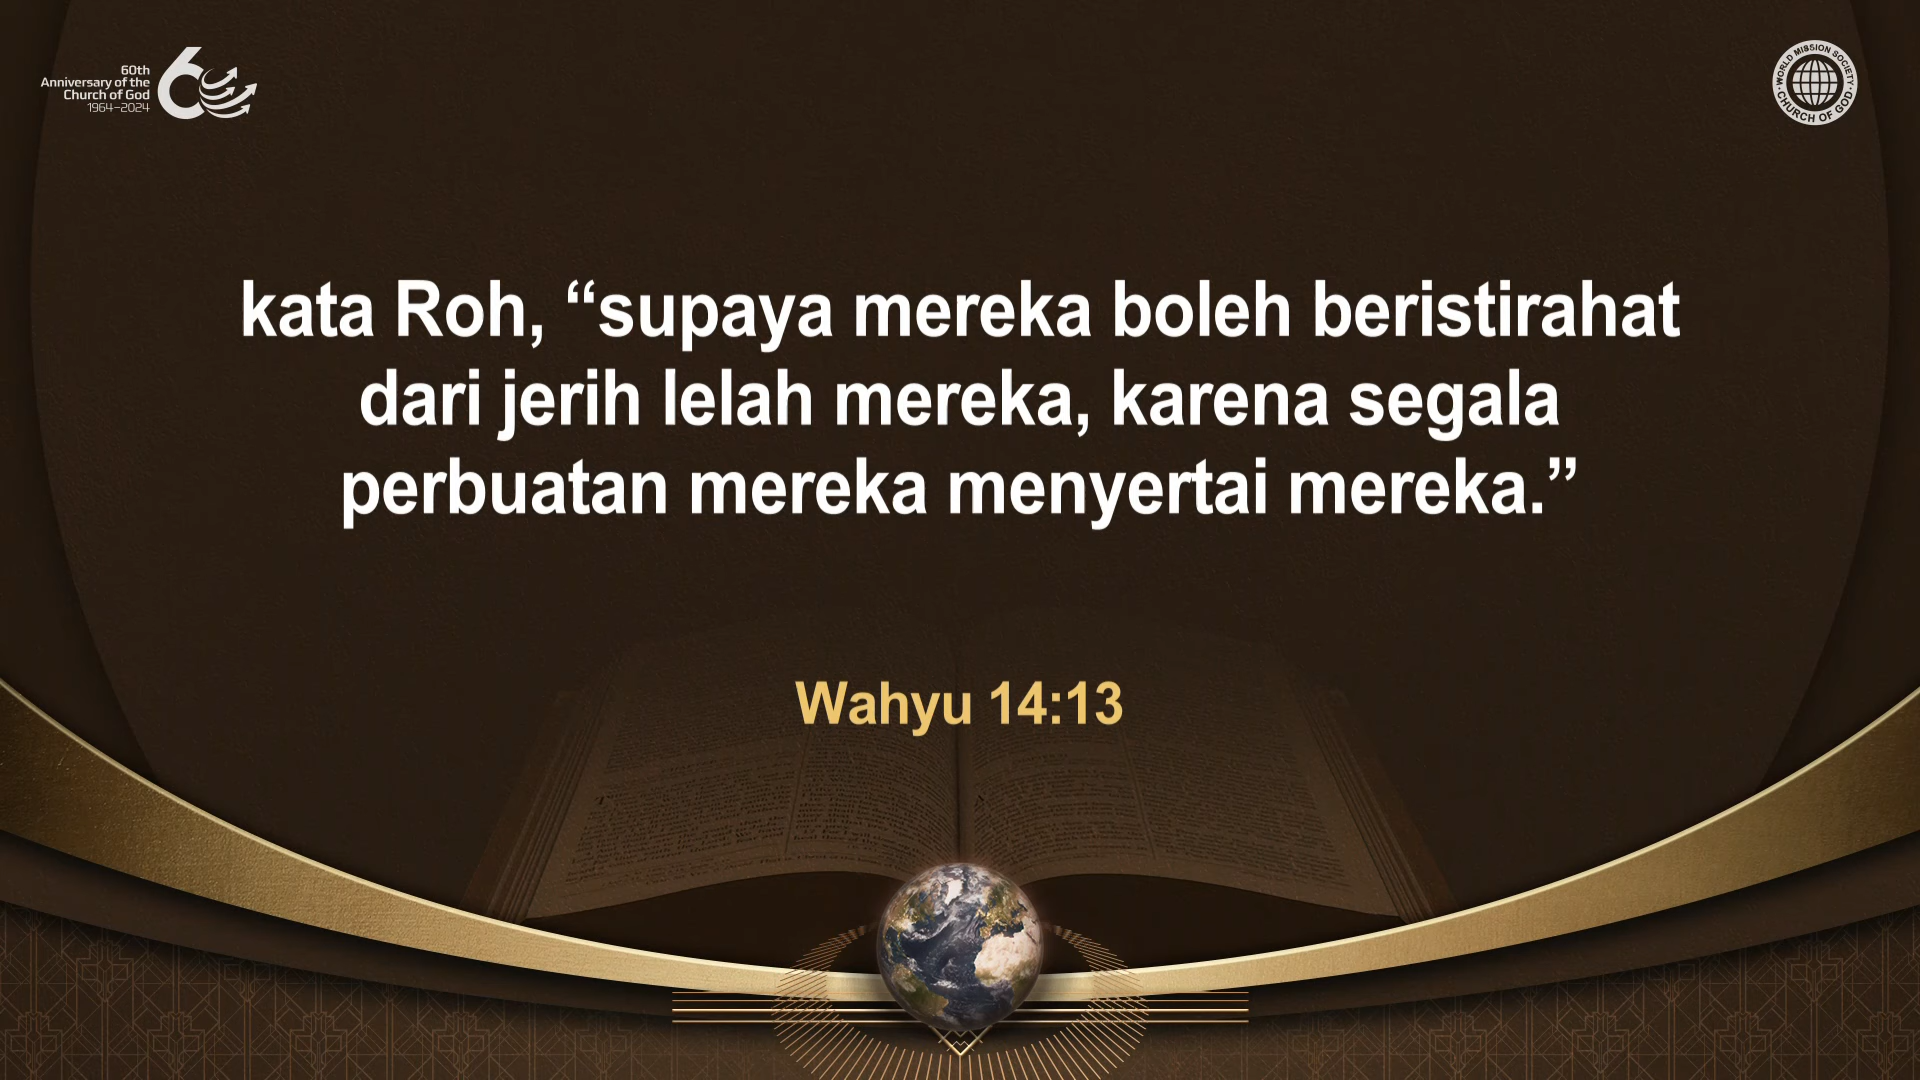 60th
Anniversary of the
Church of God
1964–2024
WORLD MISSION SOCIETY
CHURCH OF GOD
kata Roh, “supaya mereka boleh beristirahat
dari jerih lelah mereka, karena segala
perbuatan mereka menyertai mereka.”
Wahyu 14:13